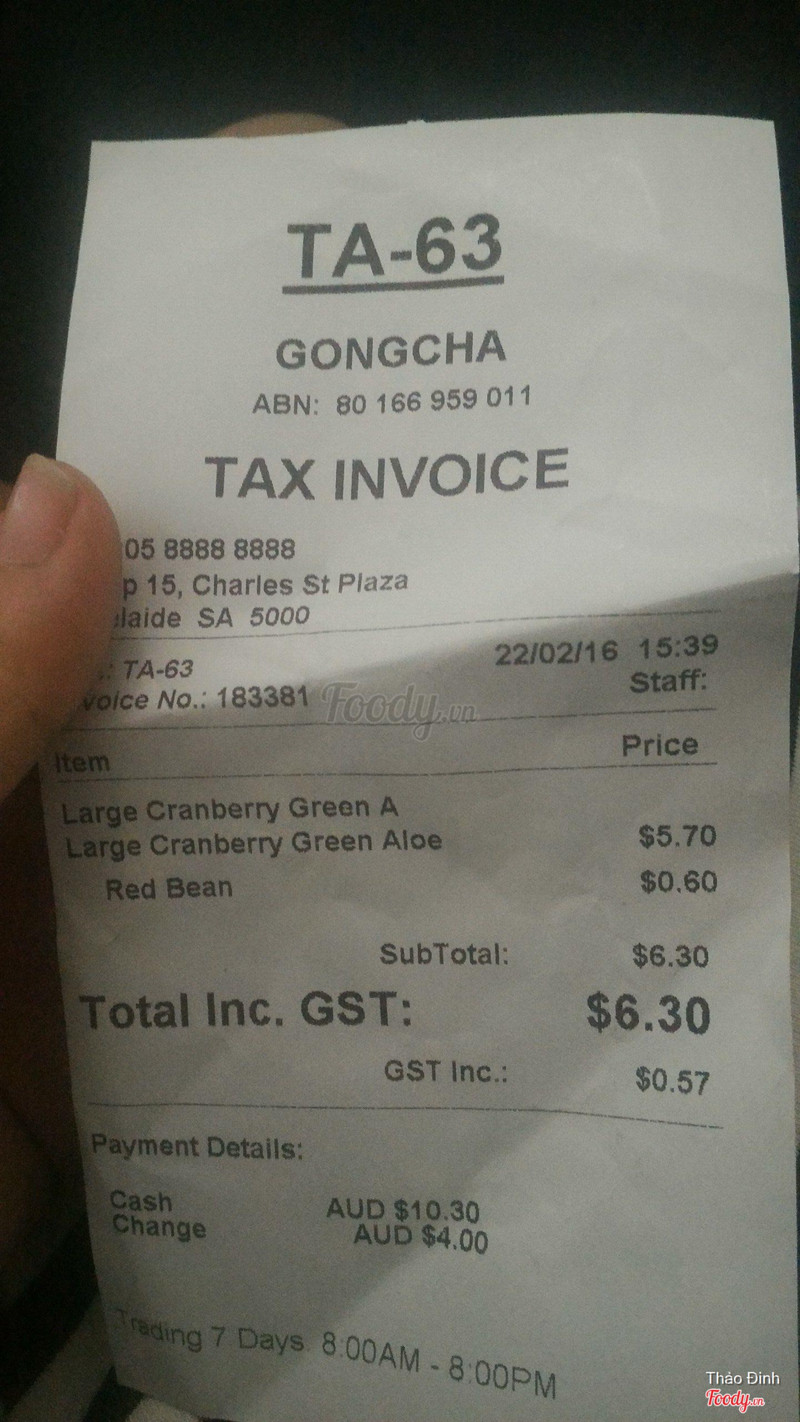 TA-63
GONGCHA
ABN: 80 166 959 011
TAX INVOICE
05 8888 8888
p 15, Charles St Plaza
elaide SA 5000
.: TA-63 22/02/16 15:39
voice No.: 183381 Staff:
Foody.vn
Item Price
Large Cranberry Green A
Large Cranberry Green Aloe $5.70
Red Bean $0.60
SubTotal: $6.30
Total Inc. GST: $6.30
GST Inc.: $0.57
Payment Details:
Cash AUD $10.30
Change AUD $4.00
Trading 7 Days 8:00AM - 8:00PM
Thảo Đinh
Foody.vn